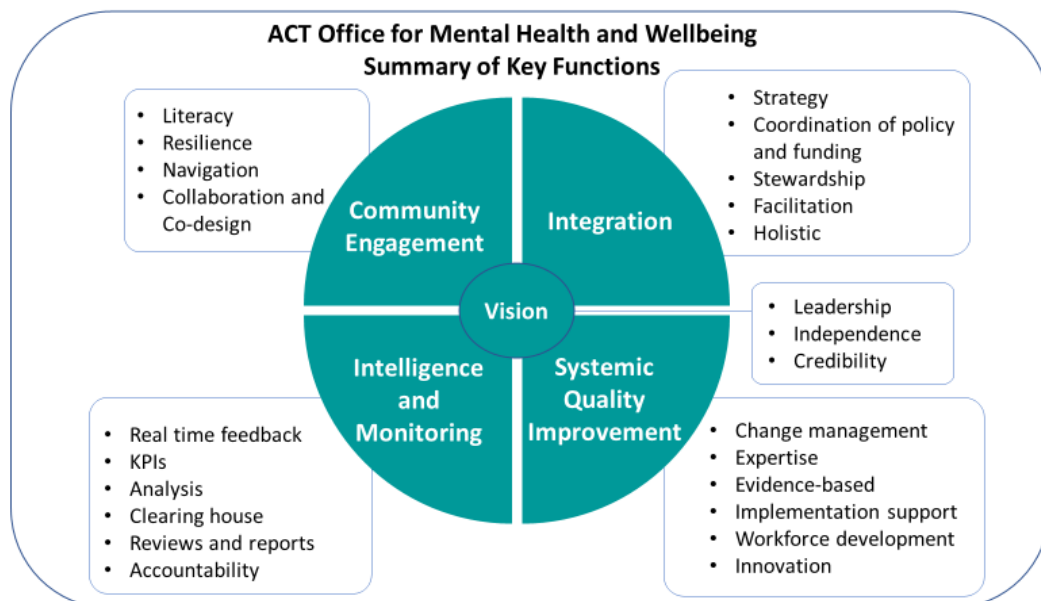 ACT Office for Mental Health and Wellbeing
Summary of Key Functions
• Literacy
• Resilience
• Navigation
• Collaboration and
Co-design
• Strategy
• Coordination of policy
and funding
• Stewardship
• Facilitation
• Holistic
Community
Engagement
Integration
Vision
• Leadership
• Independence
• Credibility
Intelligence
and
Monitoring
Systemic
Quality
Improvement
• Real time feedback
• KPIs
• Analysis
• Clearing house
• Reviews and reports
• Accountability
• Change management
• Expertise
• Evidence-based
• Implementation support
• Workforce development
• Innovation